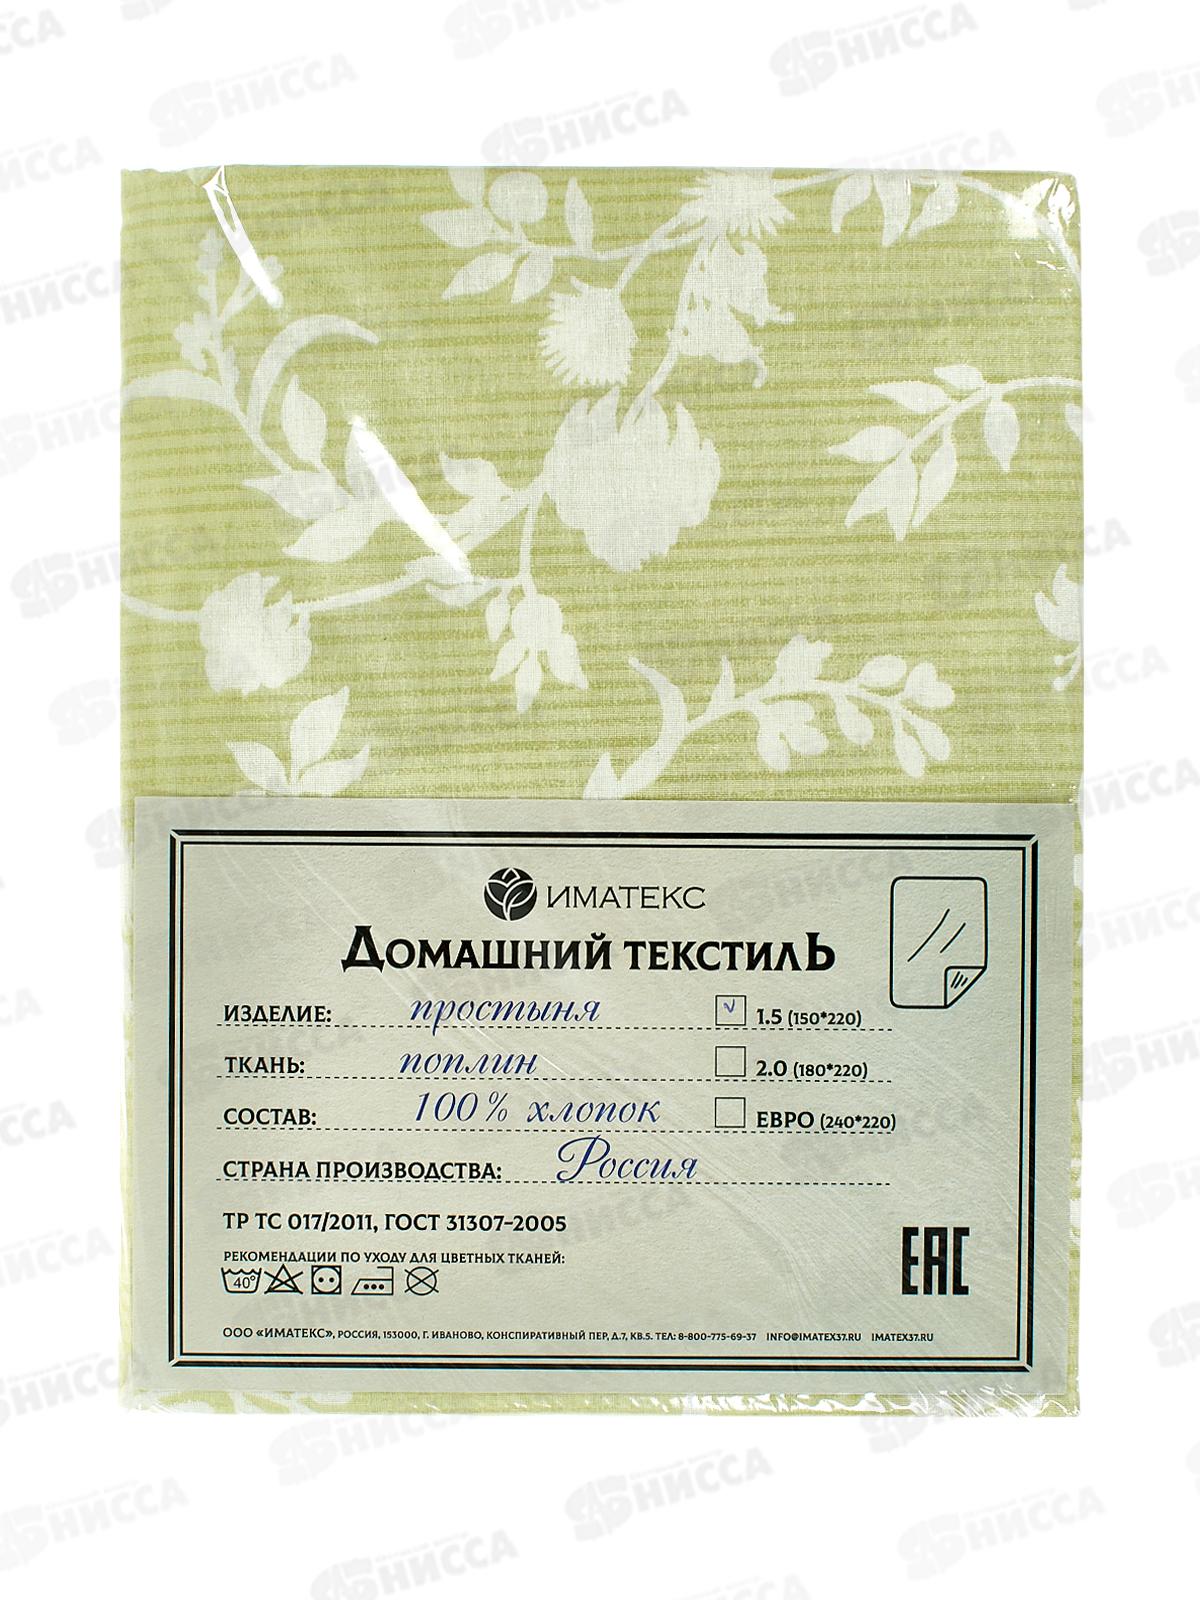 ИМАТЕКС
ДОМАШНИЙ ТЕКСТИЛЬ
ИЗДЕЛИЕ: простыня 1.5 (150*220)
ТКАНЬ: поплин 2.0 (180*220)
СОСТАВ: 100% хлопок ЕВРО (240*220)
СТРАНА ПРОИЗВОДСТВА: Россия
ТР ТС 017/2011, ГОСТ 31307-2005
РЕКОМЕНДАЦИИ ПО УХОДУ ДЛЯ ЦВЕТНЫХ ТКАНЕЙ:
40°
EAC
ООО «ИМАТЕКС», РОССИЯ, 153000, Г. ИВАНОВО, КОНСПИРАТИВНЫЙ ПЕР, Д.7, КВ.5. ТЕЛ: 8-800-775-69-37 INFO@IMATEX37.RU IMATEX37.RU